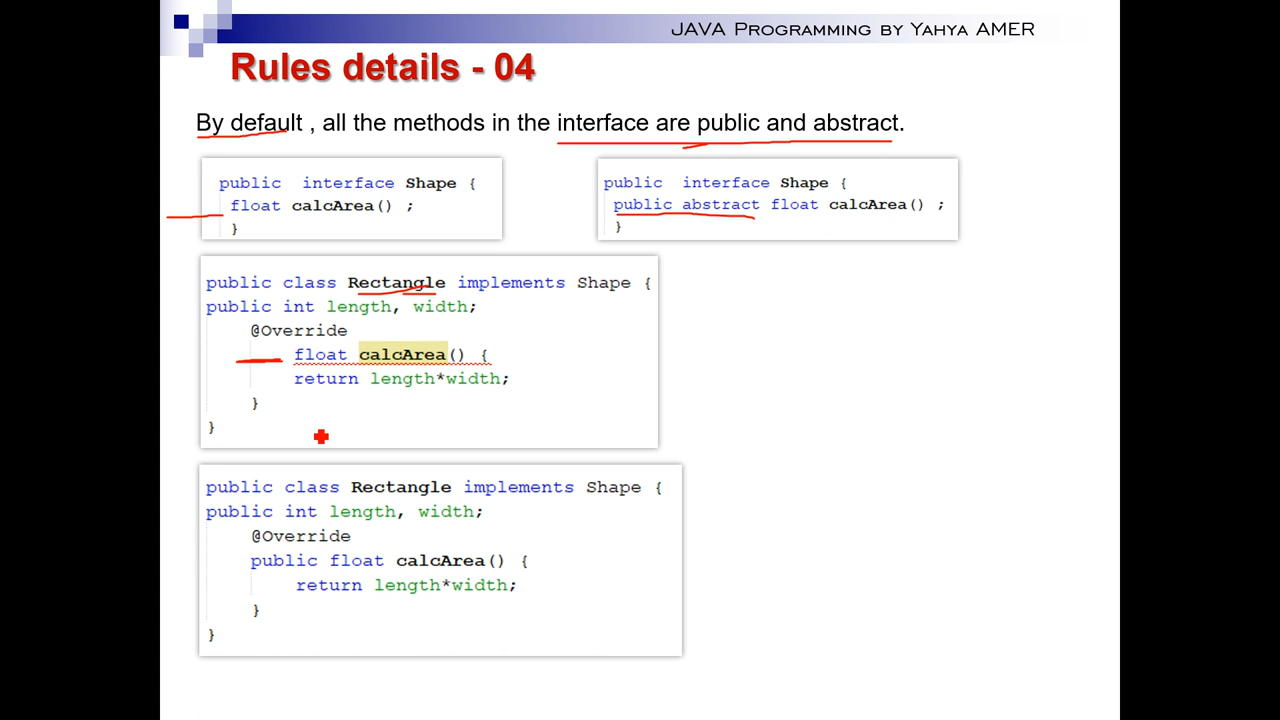 JAVA PROGRAMMING BY YAHYA AMER
Rules details - 04
By default , all the methods in the interface are public and abstract.
public interface Shape {
float calcArea() ;
}
public interface Shape {
public abstract float calcArea() ;
}
public class Rectangle implements Shape {
public int length, width;
@Override
float calcArea() {
return length*width;
}
}
public class Rectangle implements Shape {
public int length, width;
@Override
public float calcArea() {
return length*width;
}
}